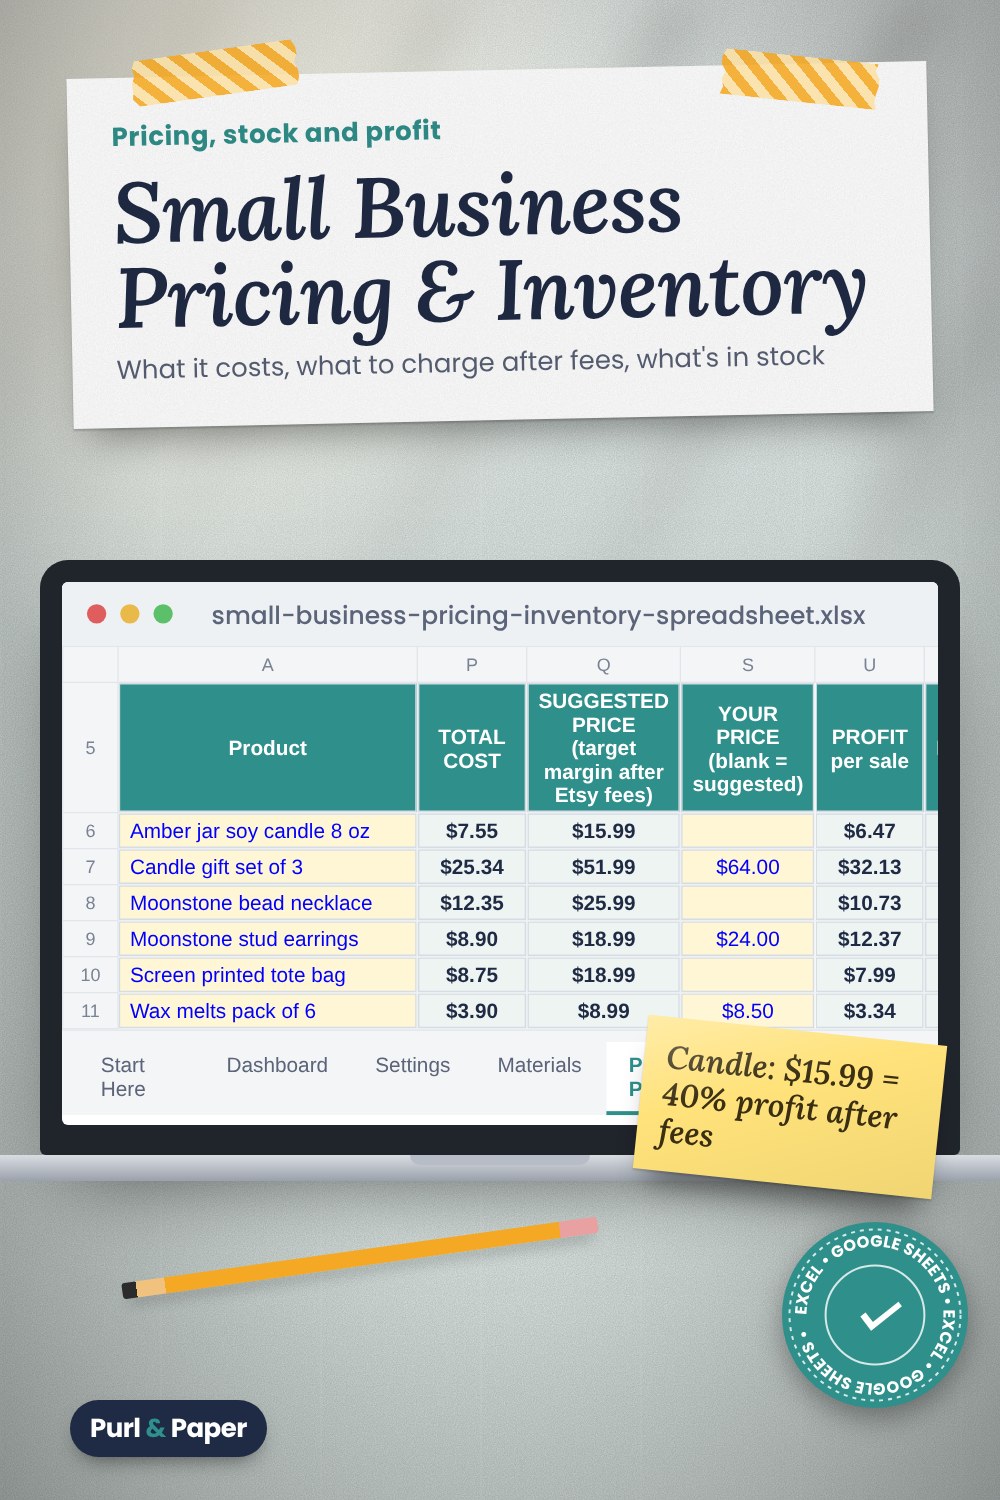 Pricing, stock and profit
Small Business
Pricing & Inventory
What it costs, what to charge after fees, what's in stock
small-business-pricing-inventory-spreadsheet.xlsx
A P Q S U
5 Product TOTAL COST SUGGESTED PRICE (target margin after Etsy fees) YOUR PRICE (blank = suggested) PROFIT per sale
6 Amber jar soy candle 8 oz $7.55 $15.99 $6.47
7 Candle gift set of 3 $25.34 $51.99 $64.00 $32.13
8 Moonstone bead necklace $12.35 $25.99 $10.73
9 Moonstone stud earrings $8.90 $18.99 $24.00 $12.37
10 Screen printed tote bag $8.75 $18.99 $7.99
11 Wax melts pack of 6 $3.90 $8.99 $8.50 $3.34
Start Here Dashboard Settings Materials
Candle: $15.99 =
40% profit after
fees
EXCEL • GOOGLE SHEETS • EXCEL • GOOGLE SHEETS •
Purl & Paper